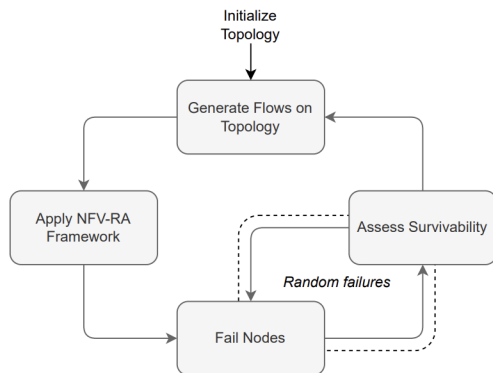 Initialize
Topology
Generate Flows on
Topology
Apply NFV-RA
Framework
Assess Survivability
Random failures
Fail Nodes